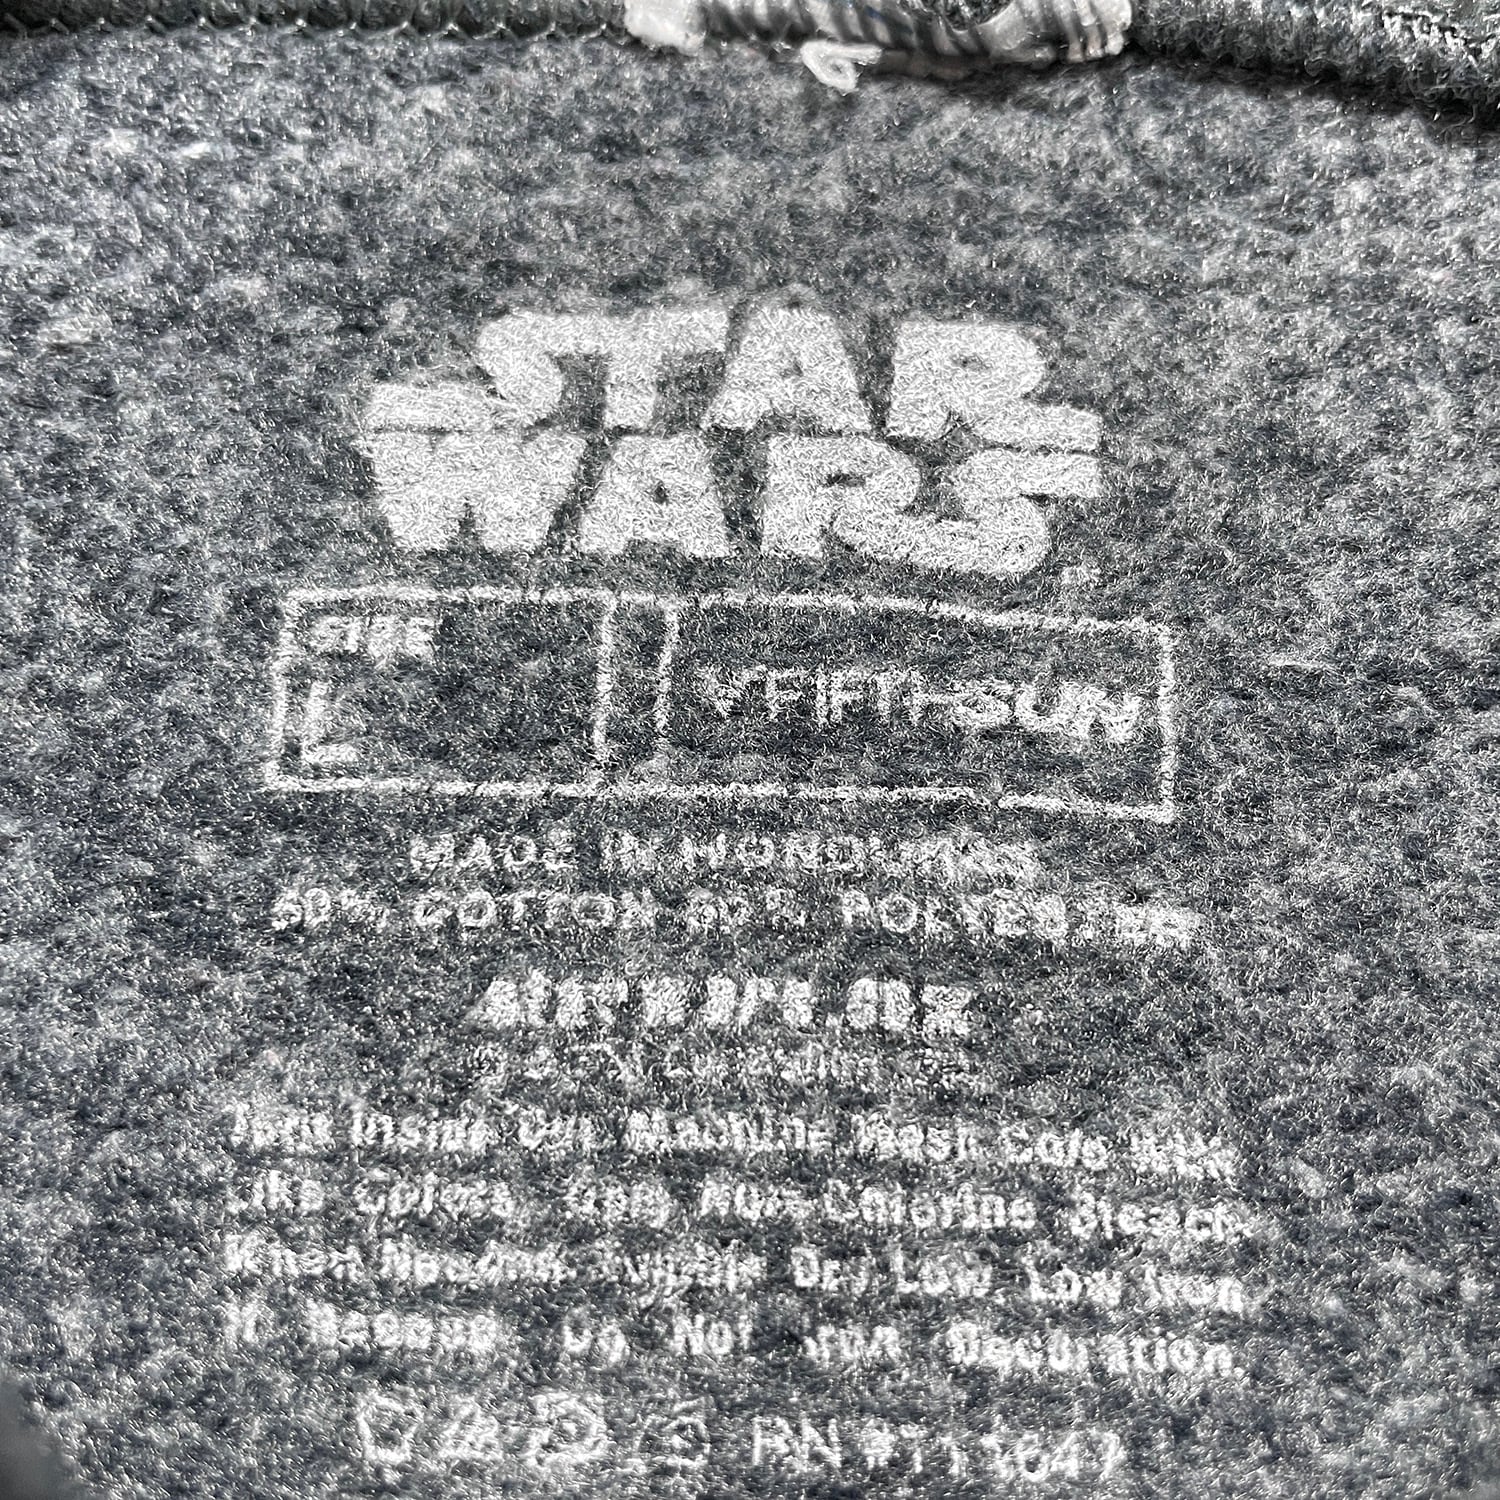 STAR
WARS
SIZE
L
FIFTH SUN
MADE IN HONDURAS
COTTON POLYESTER
Inside Out Machine Wash Cold With
Like Colors. Only Non-Chlorine Bleach
When Needed Tumble Dry Low. Low Iron
If Needed. Do Not Iron Decoration.
RN #111647